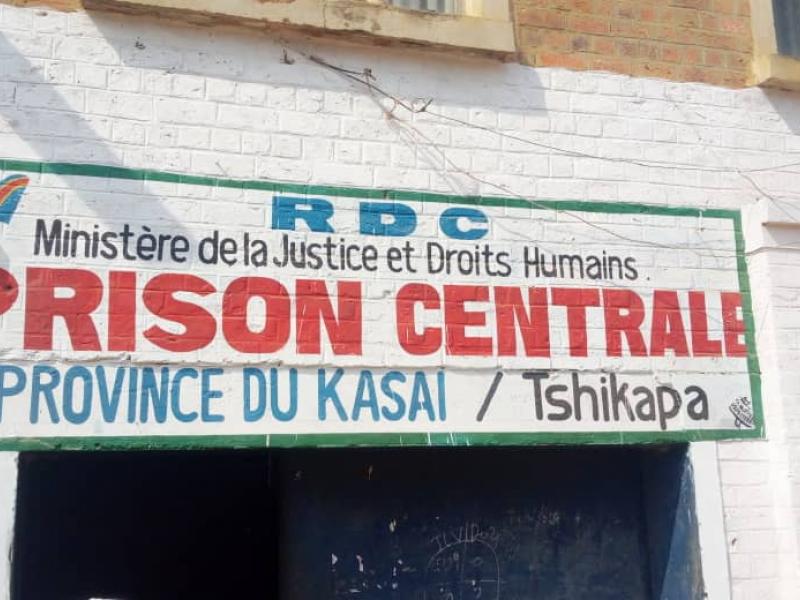 RDC
Ministère de la Justice et Droits Humains.
PRISON CENTRALE
PROVINCE DU KASAI / Tshikapa